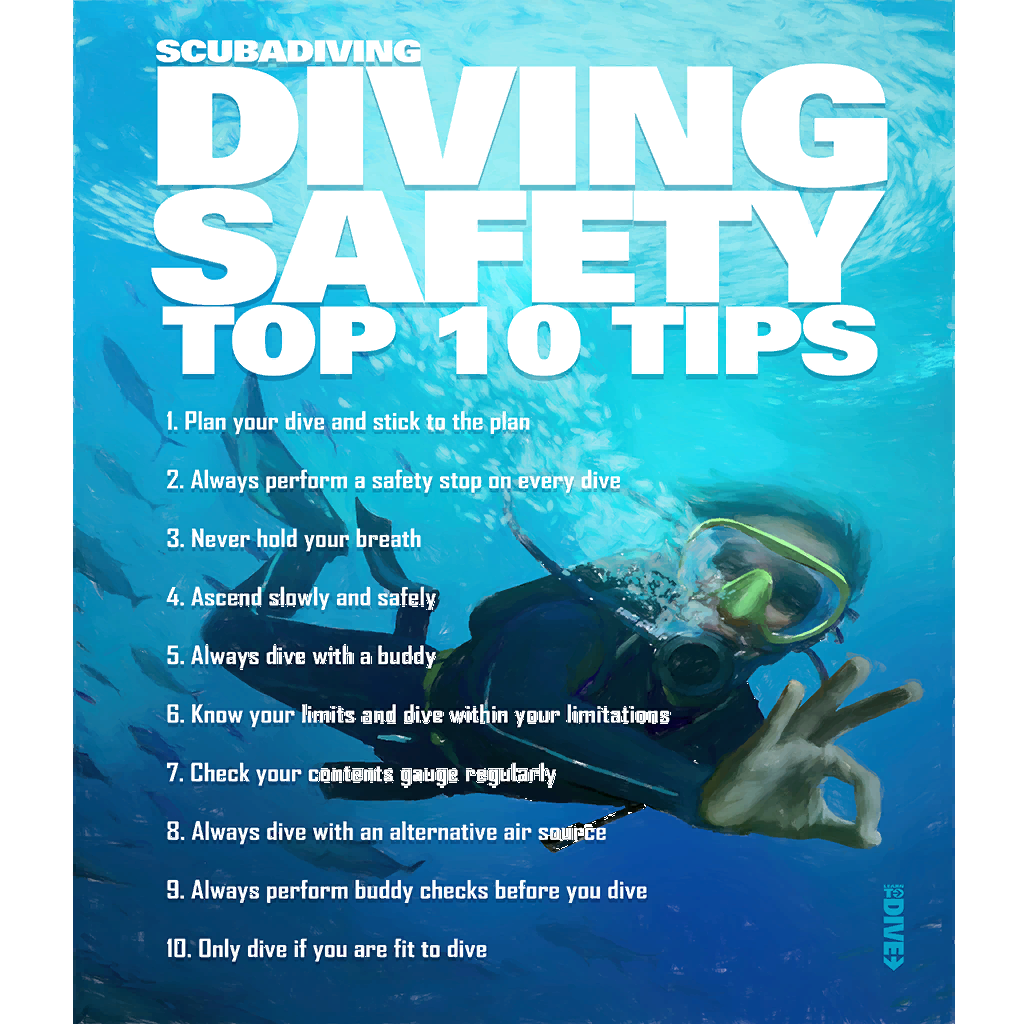 SCUBADIVING
DIVING
SAFETY
TOP 10 TIPS
1. Plan your dive and stick to the plan
2. Always perform a safety stop on every dive
3. Never hold your breath
4. Ascend slowly and safely
5. Always dive with a buddy
6. Know your limits and dive within your limitations
7. Check your contents gauge regularly
8. Always dive with an alternative air source
9. Always perform buddy checks before you dive
10. Only dive if you are fit to dive
LEARN
TO
DIVE